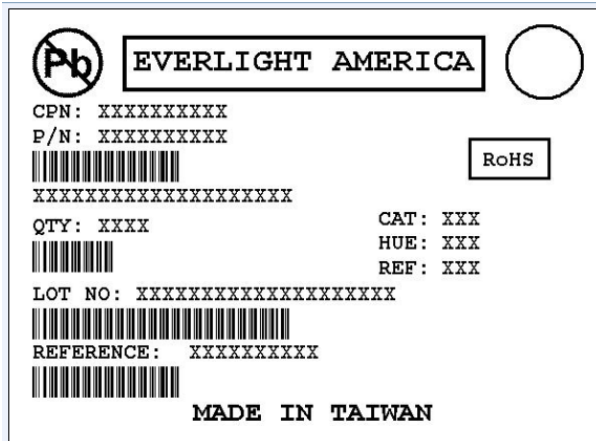 Pb
EVERLIGHT AMERICA
CPN: XXXXXXXXXX
P/N: XXXXXXXXXX
RoHS
XXXXXXXXXXXXXXXXXXXX
QTY: XXXX
CAT: XXX
HUE: XXX
REF: XXX
LOT NO: XXXXXXXXXXXXXXXXXXXX
REFERENCE: XXXXXXXXXX
MADE IN TAIWAN